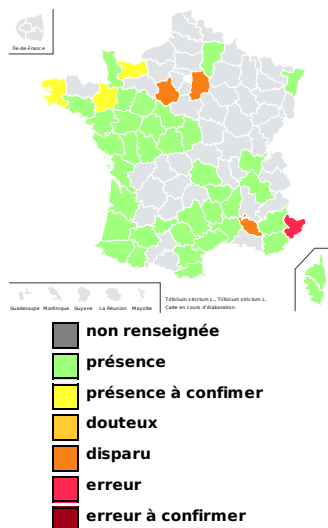 Île-de-France
Guadeloupe Martinique Guyane La Réunion Mayotte
Trifolium strictum L., Trifolium strictum L.
Carte en cours d'élaboration.
non renseignée
présence
présence à confimer
douteux
disparu
erreur
erreur à confirmer